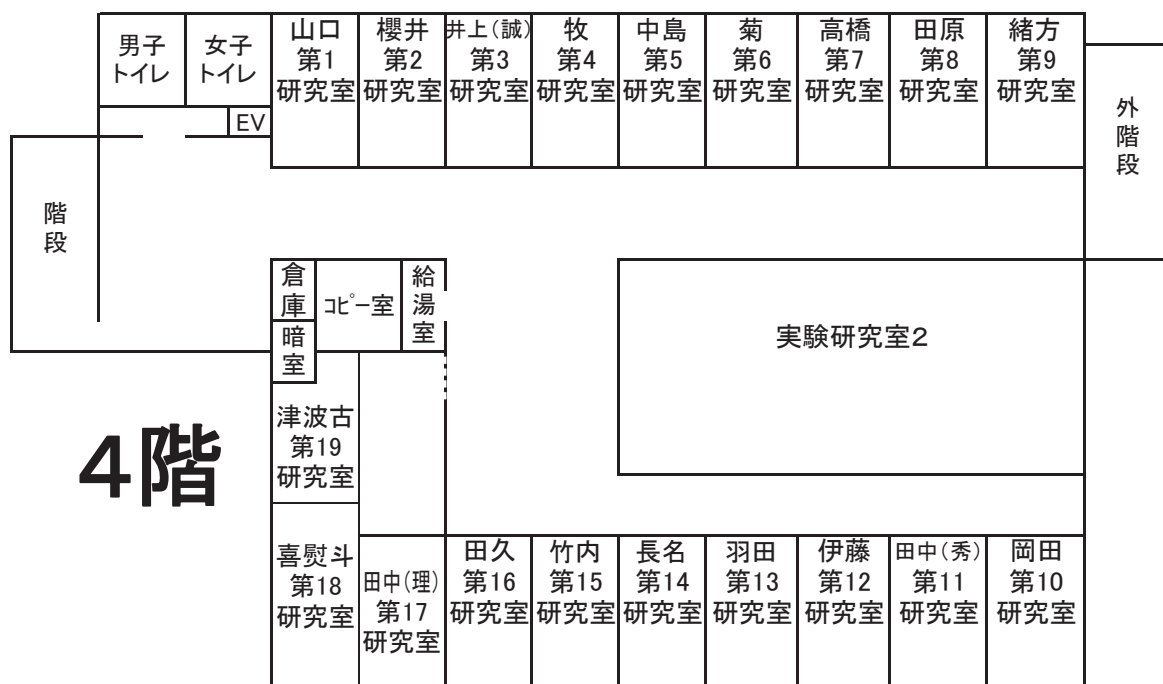 男子
トイレ
女子
トイレ
山口
第1
研究室
櫻井
第2
研究室
井上(誠)
第3
研究室
牧
第4
研究室
中島
第5
研究室
菊
第6
研究室
高橋
第7
研究室
田原
第8
研究室
緒方
第9
研究室
EV
外階段
階段
倉庫
コピー室
給湯室
暗室
実験研究室2
4階
津波古
第19
研究室
喜熨斗
第18
研究室
田中(理)
第17
研究室
田久
第16
研究室
竹内
第15
研究室
長名
第14
研究室
羽田
第13
研究室
伊藤
第12
研究室
田中(秀)
第11
研究室
岡田
第10
研究室